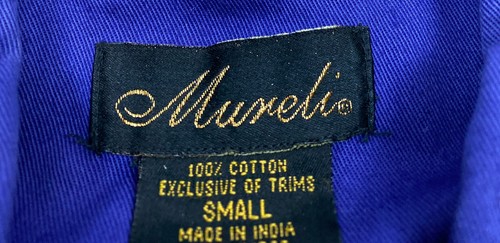 Mureli®
100% COTTON
EXCLUSIVE OF TRIMS
SMALL
MADE IN INDIA